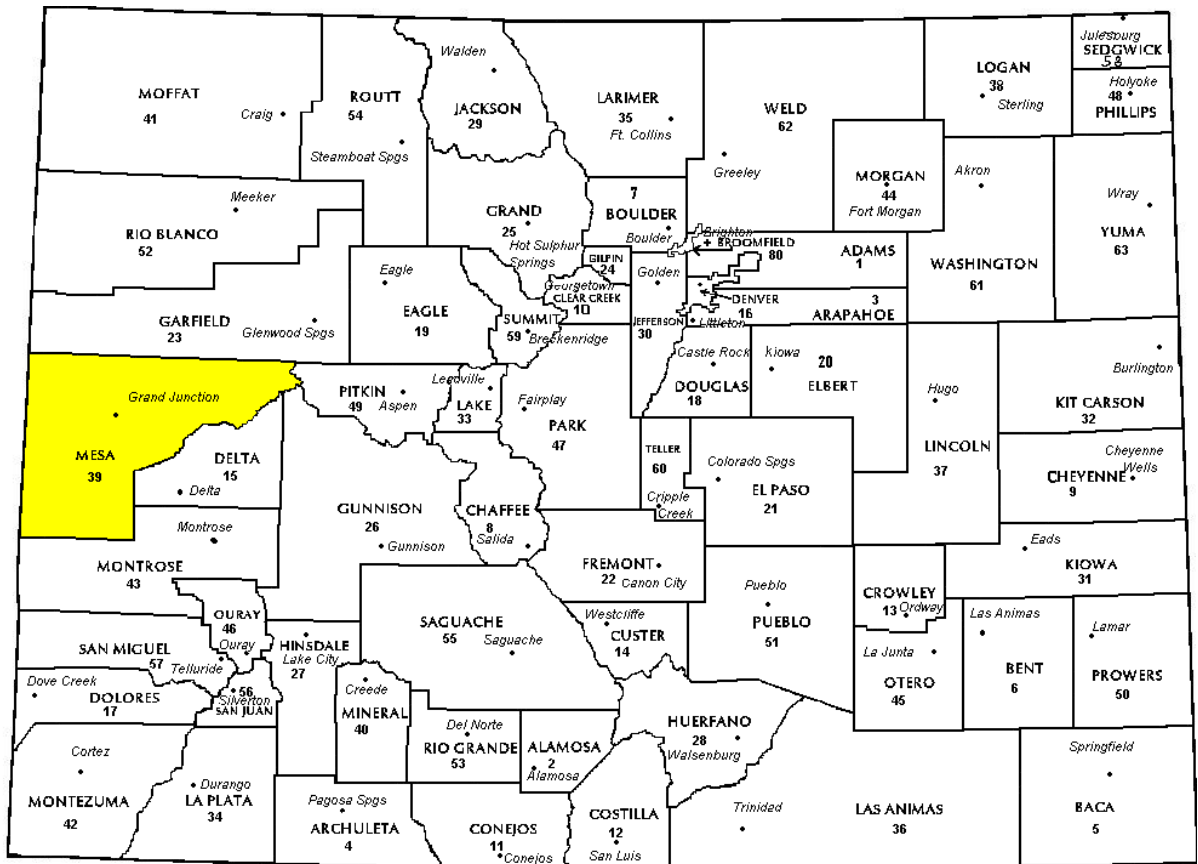 Julesburg
SEDGWICK
58
Walden
LOGAN
38
Sterling
Holyoke
48
PHILLIPS
MOFFAT
41
Craig
ROUTT
54
Steamboat Spgs
JACKSON
29
LARIMER
35
Ft. Collins
WELD
62
Greeley
MORGAN
44
Fort Morgan
Akron
Wray
YUMA
63
Meeker
RIO BLANCO
52
GRAND
25
Hot Sulphur
Springs
7
BOULDER
Boulder
Brighton
+ BROOMFIELD
80
ADAMS
1
WASHINGTON
61
GILPIN
24
Golden
Georgetown
CLEAR CREEK
10
DENVER
16
3
ARAPAHOE
Littleton
JEFFERSON
30
Eagle
EAGLE
19
SUMMIT
59
Breckenridge
GARFIELD
23
Glenwood Spgs
Castle Rock
DOUGLAS
18
Kiowa
20
ELBERT
Burlington
KIT CARSON
32
Hugo
LINCOLN
37
Grand Junction
MESA
39
PITKIN
49
Aspen
Leadville
LAKE
33
Fairplay
PARK
47
DELTA
15
Delta
TELLER
60
Cripple
Creek
Colorado Spgs
EL PASO
21
Cheyenne
Wells
CHEYENNE
9
GUNNISON
26
Gunnison
CHAFFEE
8
Salida
Montrose
MONTROSE
43
FREMONT
22
Canon City
Eads
KIOWA
31
Pueblo
PUEBLO
51
CROWLEY
13
Ordway
OURAY
46
Ouray
SAGUACHE
55
Saguache
Westcliffe
CUSTER
14
Las Animas
BENT
6
Lamar
PROWERS
50
La Junta
OTERO
45
SAN MIGUEL
57
Telluride
HINSDALE
Lake City
27
Dove Creek
DOLORES
17
56
Silverton
SAN JUAN
Creede
MINERAL
40
Del Norte
RIO GRANDE
53
ALAMOSA
2
Alamosa
HUERFANO
28
Walsenburg
Springfield
BACA
5
Cortez
MONTEZUMA
42
Durango
LA PLATA
34
Pagosa Spgs
ARCHULETA
4
CONEJOS
11
Conejos
COSTILLA
12
San Luis
Trinidad
LAS ANIMAS
36